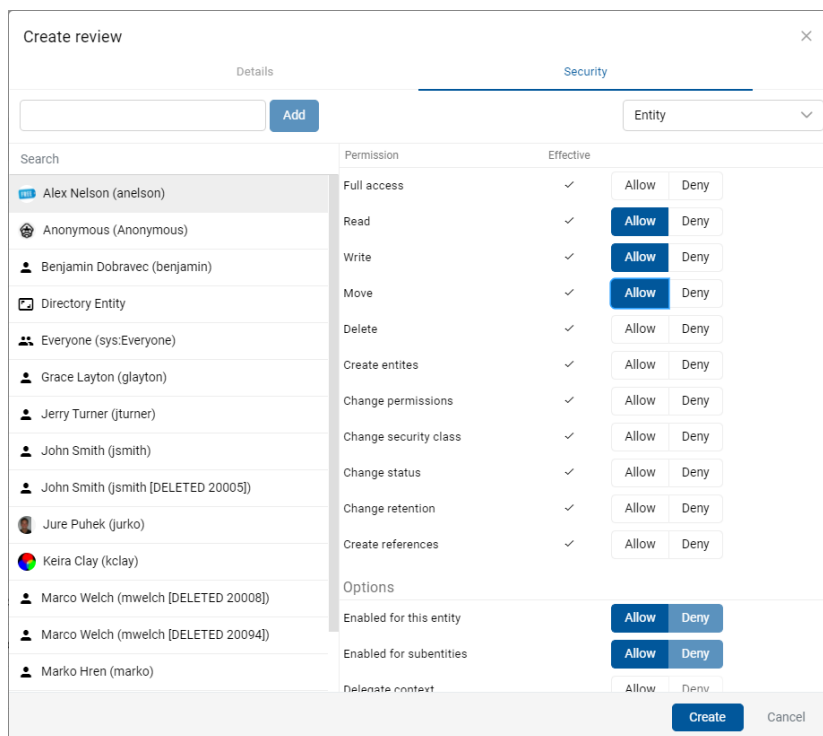 Create review
Details Security
Add Entity
Search
Permission Effective
Alex Nelson (anelson)
Anonymous (Anonymous)
Benjamin Dobravec (benjamin)
Directory Entity
Everyone (sys:Everyone)
Grace Layton (glayton)
Jerry Turner (jturner)
John Smith (jsmith)
John Smith (jsmith [DELETED 20005])
Jure Puhek (jurko)
Keira Clay (kclay)
Marco Welch (mwelch [DELETED 20008])
Marco Welch (mwelch [DELETED 20094])
Marko Hren (marko)
Full access Allow Deny
Read Allow Deny
Write Allow Deny
Move Allow Deny
Delete Allow Deny
Create entites Allow Deny
Change permissions Allow Deny
Change security class Allow Deny
Change status Allow Deny
Change retention Allow Deny
Create references Allow Deny
Options
Enabled for this entity Allow Deny
Enabled for subentities Allow Deny
Delegate context Allow Deny
Create Cancel